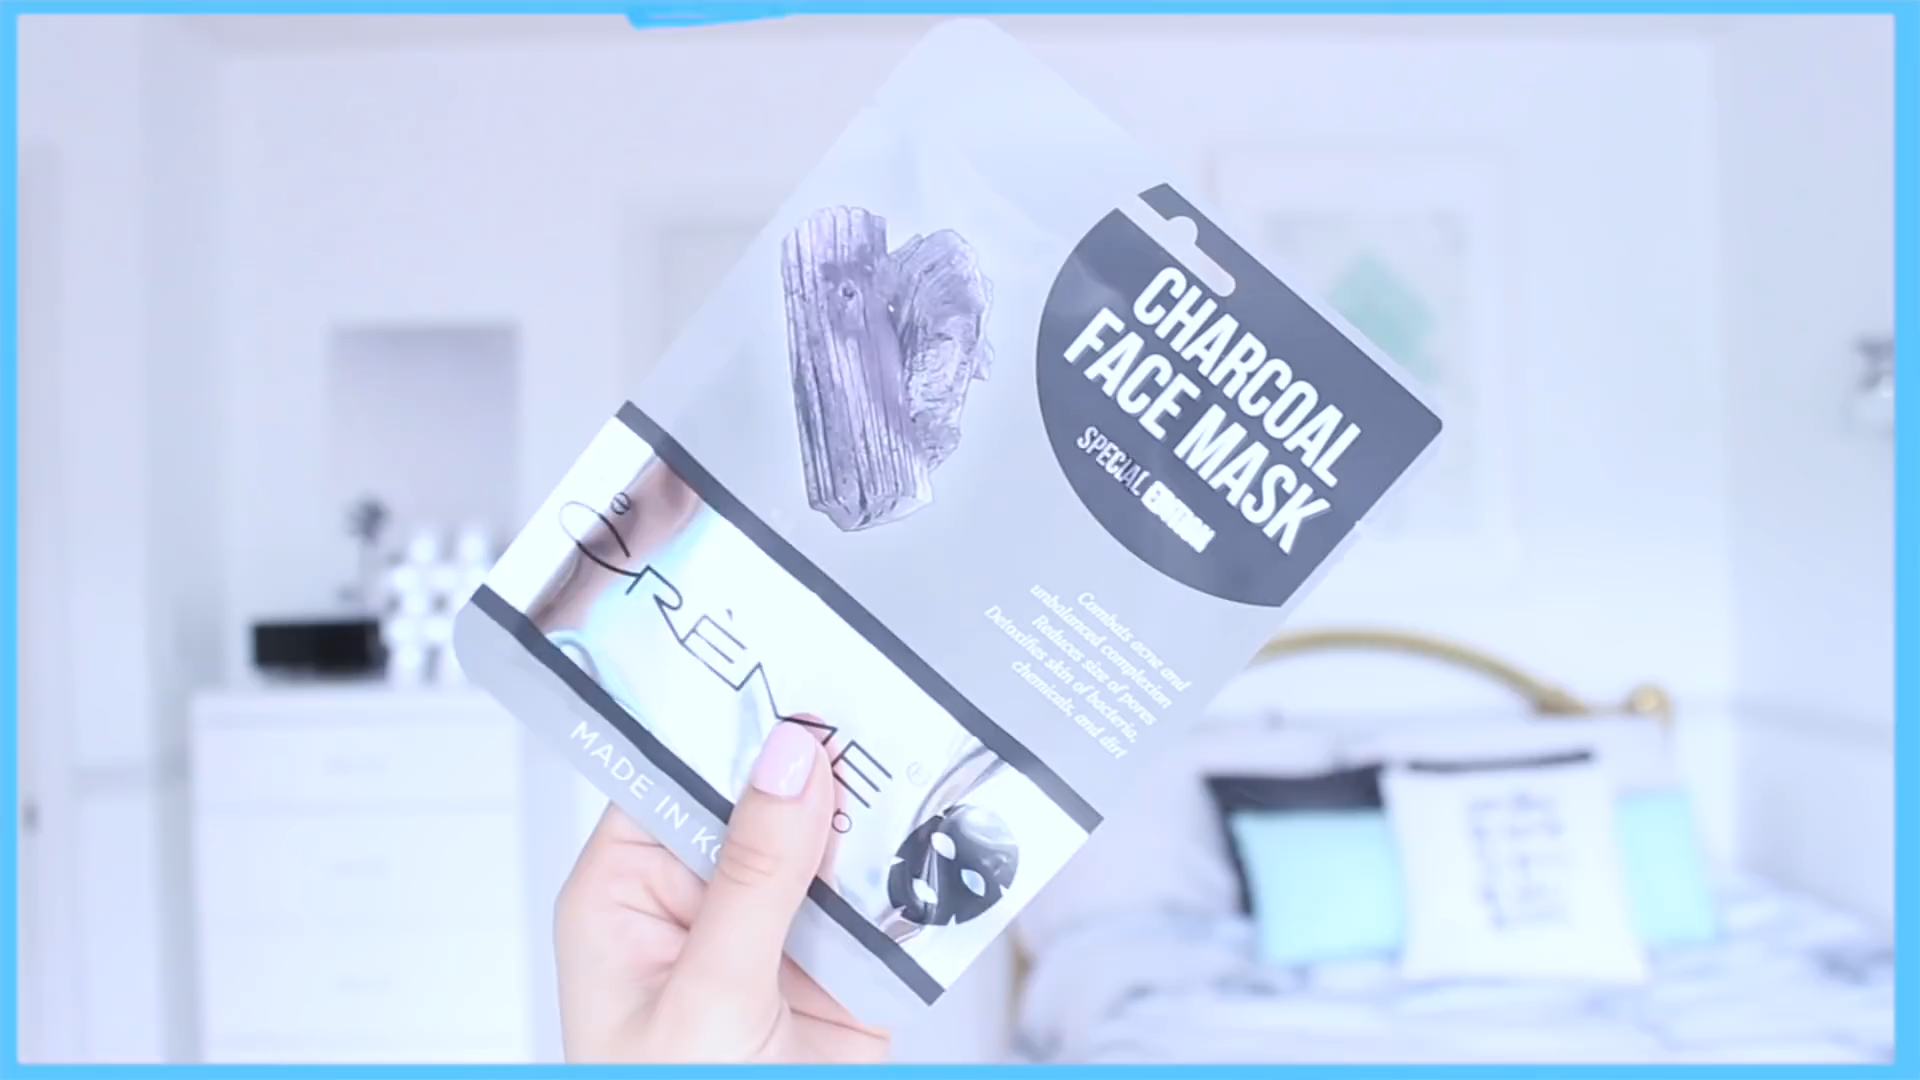 CHARCOAL
FACE MASK
SPECIAL EDITION
Combats acne and
unbalanced complexion
Reduces size of pores
Detoxifies skin of bacteria,
chemicals, and dirt
the
CRÈME
MADE IN